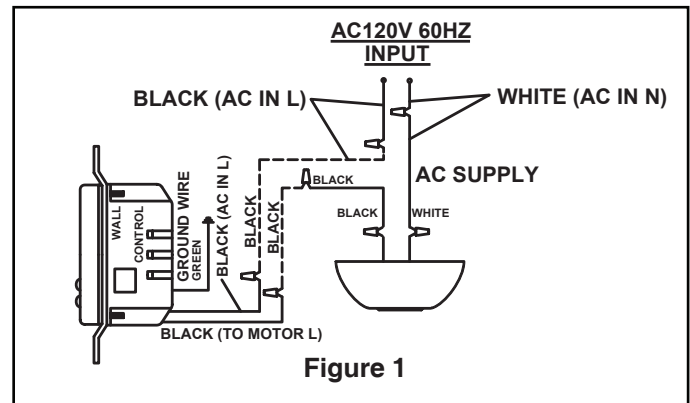 AC120V 60HZ
INPUT
BLACK (AC IN L)
WHITE (AC IN N)
AC SUPPLY
BLACK
BLACK
WHITE
WALL
CONTROL
GROUND WIRE
GREEN
BLACK (AC IN L)
BLACK
BLACK
BLACK (TO MOTOR L)
Figure 1